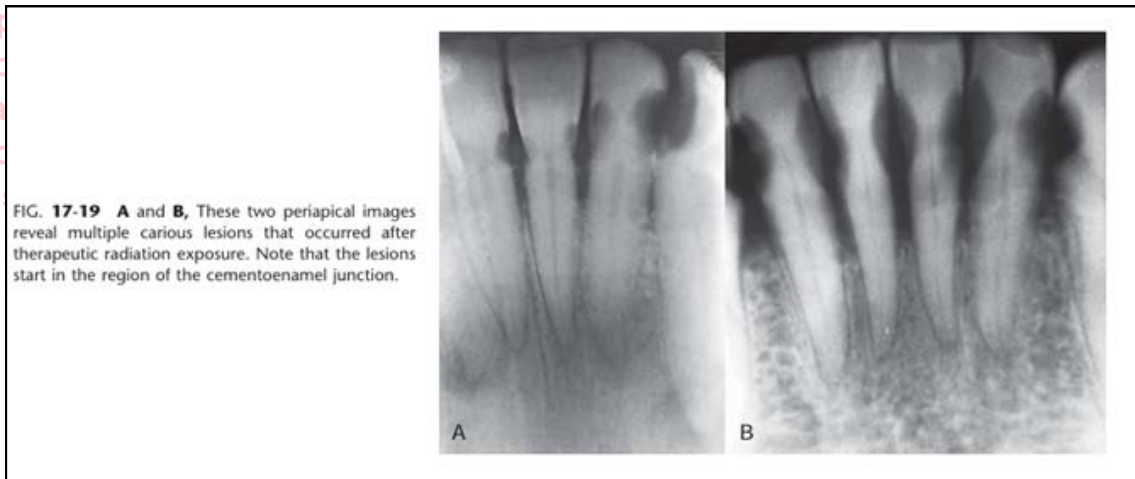 FIG. 17-19 A and B, These two periapical images
reveal multiple carious lesions that occurred after
therapeutic radiation exposure. Note that the lesions
start in the region of the cementoenamel junction.
A
B